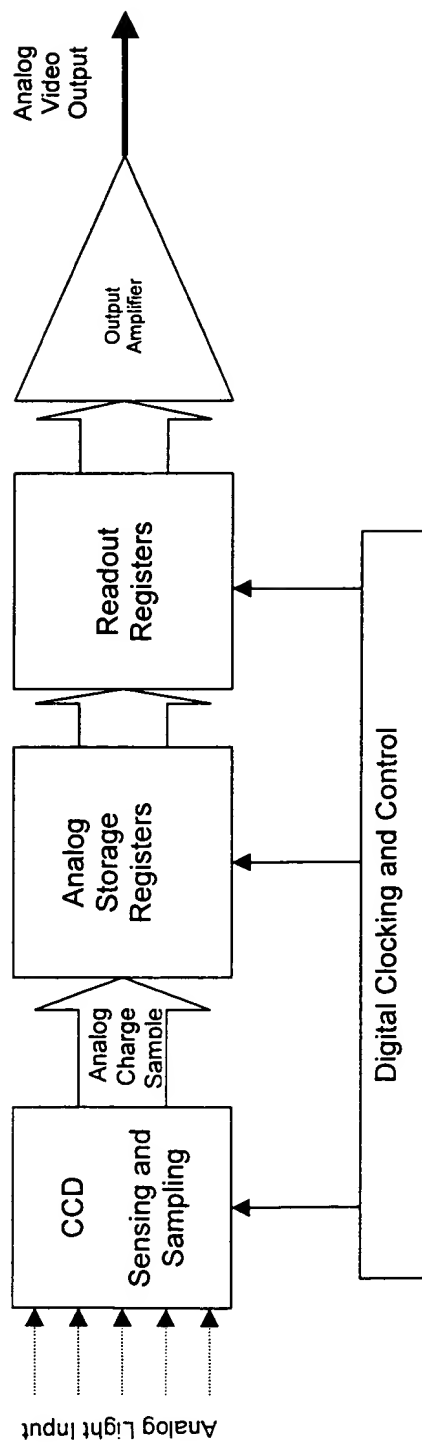 Analog Light Input
CCD
Sensing and
Sampling
Analog
Charge
Sample
Analog
Storage
Registers
Readout
Registers
Output
Amplifier
Analog
Video
Output
Digital Clocking and Control